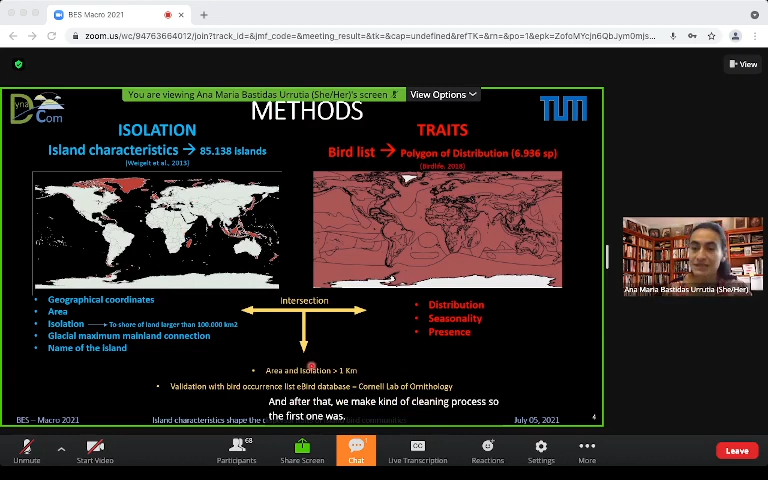 BES Macro 2021
zoom.us/wc/94763664012/join?track_id=&jmf_code=&meeting_result=&tk=&cap=undefined&refTK=&rn=&po=1&epk=ZofoMYcjn6QbJym0mjs...
View
You are viewing Ana Maria Bastidas Urrutia (She/Her)'s screen
View Options
Dyna
Com
METHODS
TUM
ISOLATION
Island characteristics → 85.138 islands
(Weigelt et al., 2013)
TRAITS
Bird list → Polygon of Distribution (6.936 sp)
(Birdlife, 2018)
• Geographical coordinates
• Area
• Isolation → To shore of land larger than 100.000 km2
• Glacial maximum mainland connection
• Name of the island
Intersection
• Distribution
• Seasonality
• Presence
• Area and Isolation > 1 Km
• Validation with bird occurrence list eBird database – Cornell Lab of Ornithology
And after that, we make kind of cleaning process so
the first one was.
BES – Macro 2021
Island characteristics shape the
July 05, 2021
4
Ana Maria Bastidas Urrutia (She/Her)
Unmute
Start Video
68
Participants
Share Screen
1
Chat
CC
Live Transcription
Reactions
Settings
More
Leave